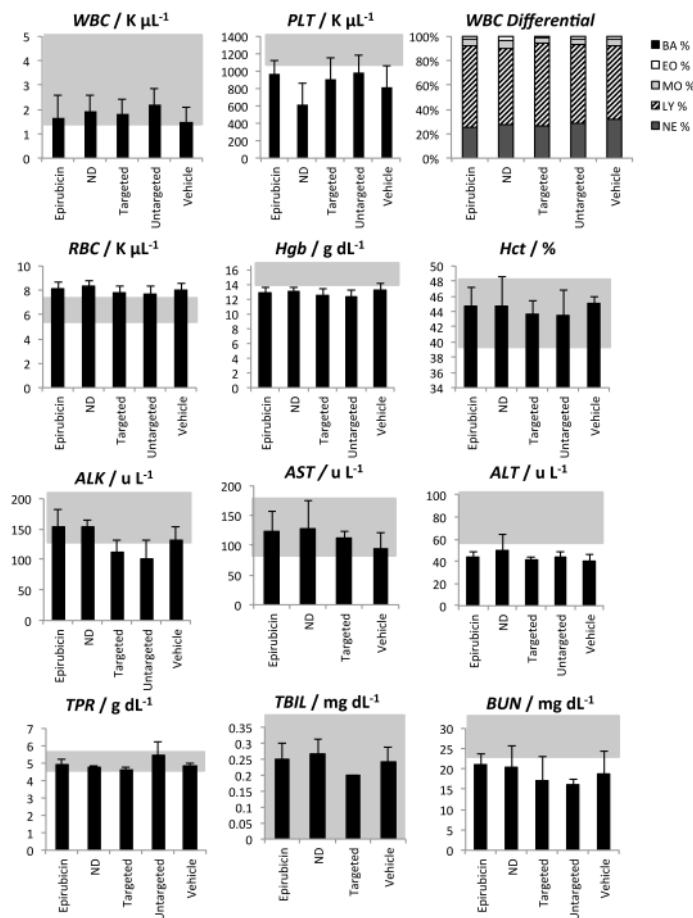 WBC / K µL⁻¹
5
4
3
2
1
0
Epirubicin
ND
Targeted
Untargeted
Vehicle
PLT / K µL⁻¹
1400
1200
1000
800
600
400
200
0
Epirubicin
ND
Targeted
Untargeted
Vehicle
WBC Differential
100%
80%
60%
40%
20%
0%
Epirubicin
ND
Targeted
Untargeted
Vehicle
BA %
EO %
MO %
LY %
NE %
RBC / K µL⁻¹
10
8
6
4
2
0
Epirubicin
ND
Targeted
Untargeted
Vehicle
Hgb / g dL⁻¹
16
14
12
10
8
6
4
2
0
Epirubicin
ND
Targeted
Untargeted
Vehicle
Hct / %
50
48
46
44
42
40
38
36
34
Epirubicin
ND
Targeted
Untargeted
Vehicle
ALK / u L⁻¹
200
150
100
50
0
Epirubicin
ND
Targeted
Untargeted
Vehicle
AST / u L⁻¹
200
150
100
50
0
Epirubicin
ND
Targeted
Vehicle
ALT / u L⁻¹
100
80
60
40
20
0
Epirubicin
ND
Targeted
Untargeted
Vehicle
TPR / g dL⁻¹
7
6
5
4
3
2
1
0
Epirubicin
ND
Targeted
Untargeted
Vehicle
TBIL / mg dL⁻¹
0.35
0.3
0.25
0.2
0.15
0.1
0.05
0
Epirubicin
ND
Targeted
Vehicle
BUN / mg dL⁻¹
30
25
20
15
10
5
0
Epirubicin
ND
Targeted
Untargeted
Vehicle